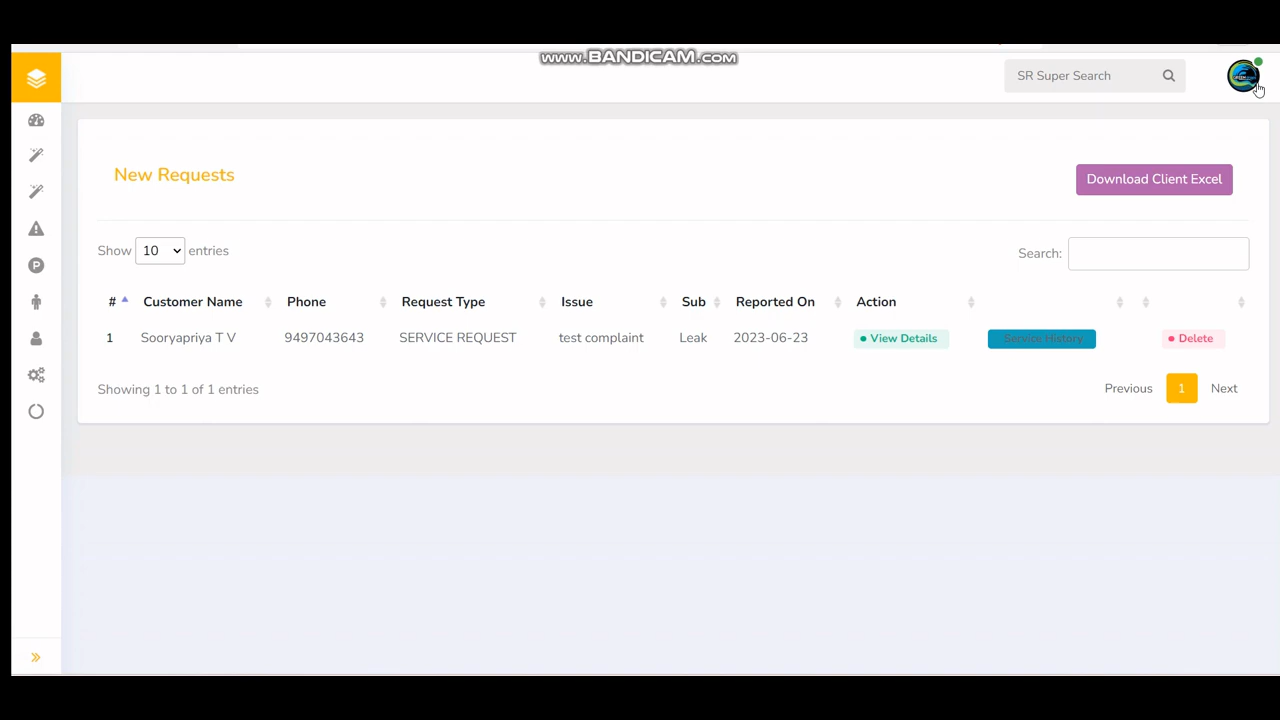 www.BANDICAM.com
SR Super Search
New Requests
Download Client Excel
Show 10 entries
Search:
# Customer Name Phone Request Type Issue Sub Reported On Action
1 Sooryapriya T V 9497043643 SERVICE REQUEST test complaint Leak 2023-06-23 View Details Service History Delete
Showing 1 to 1 of 1 entries
Previous 1 Next